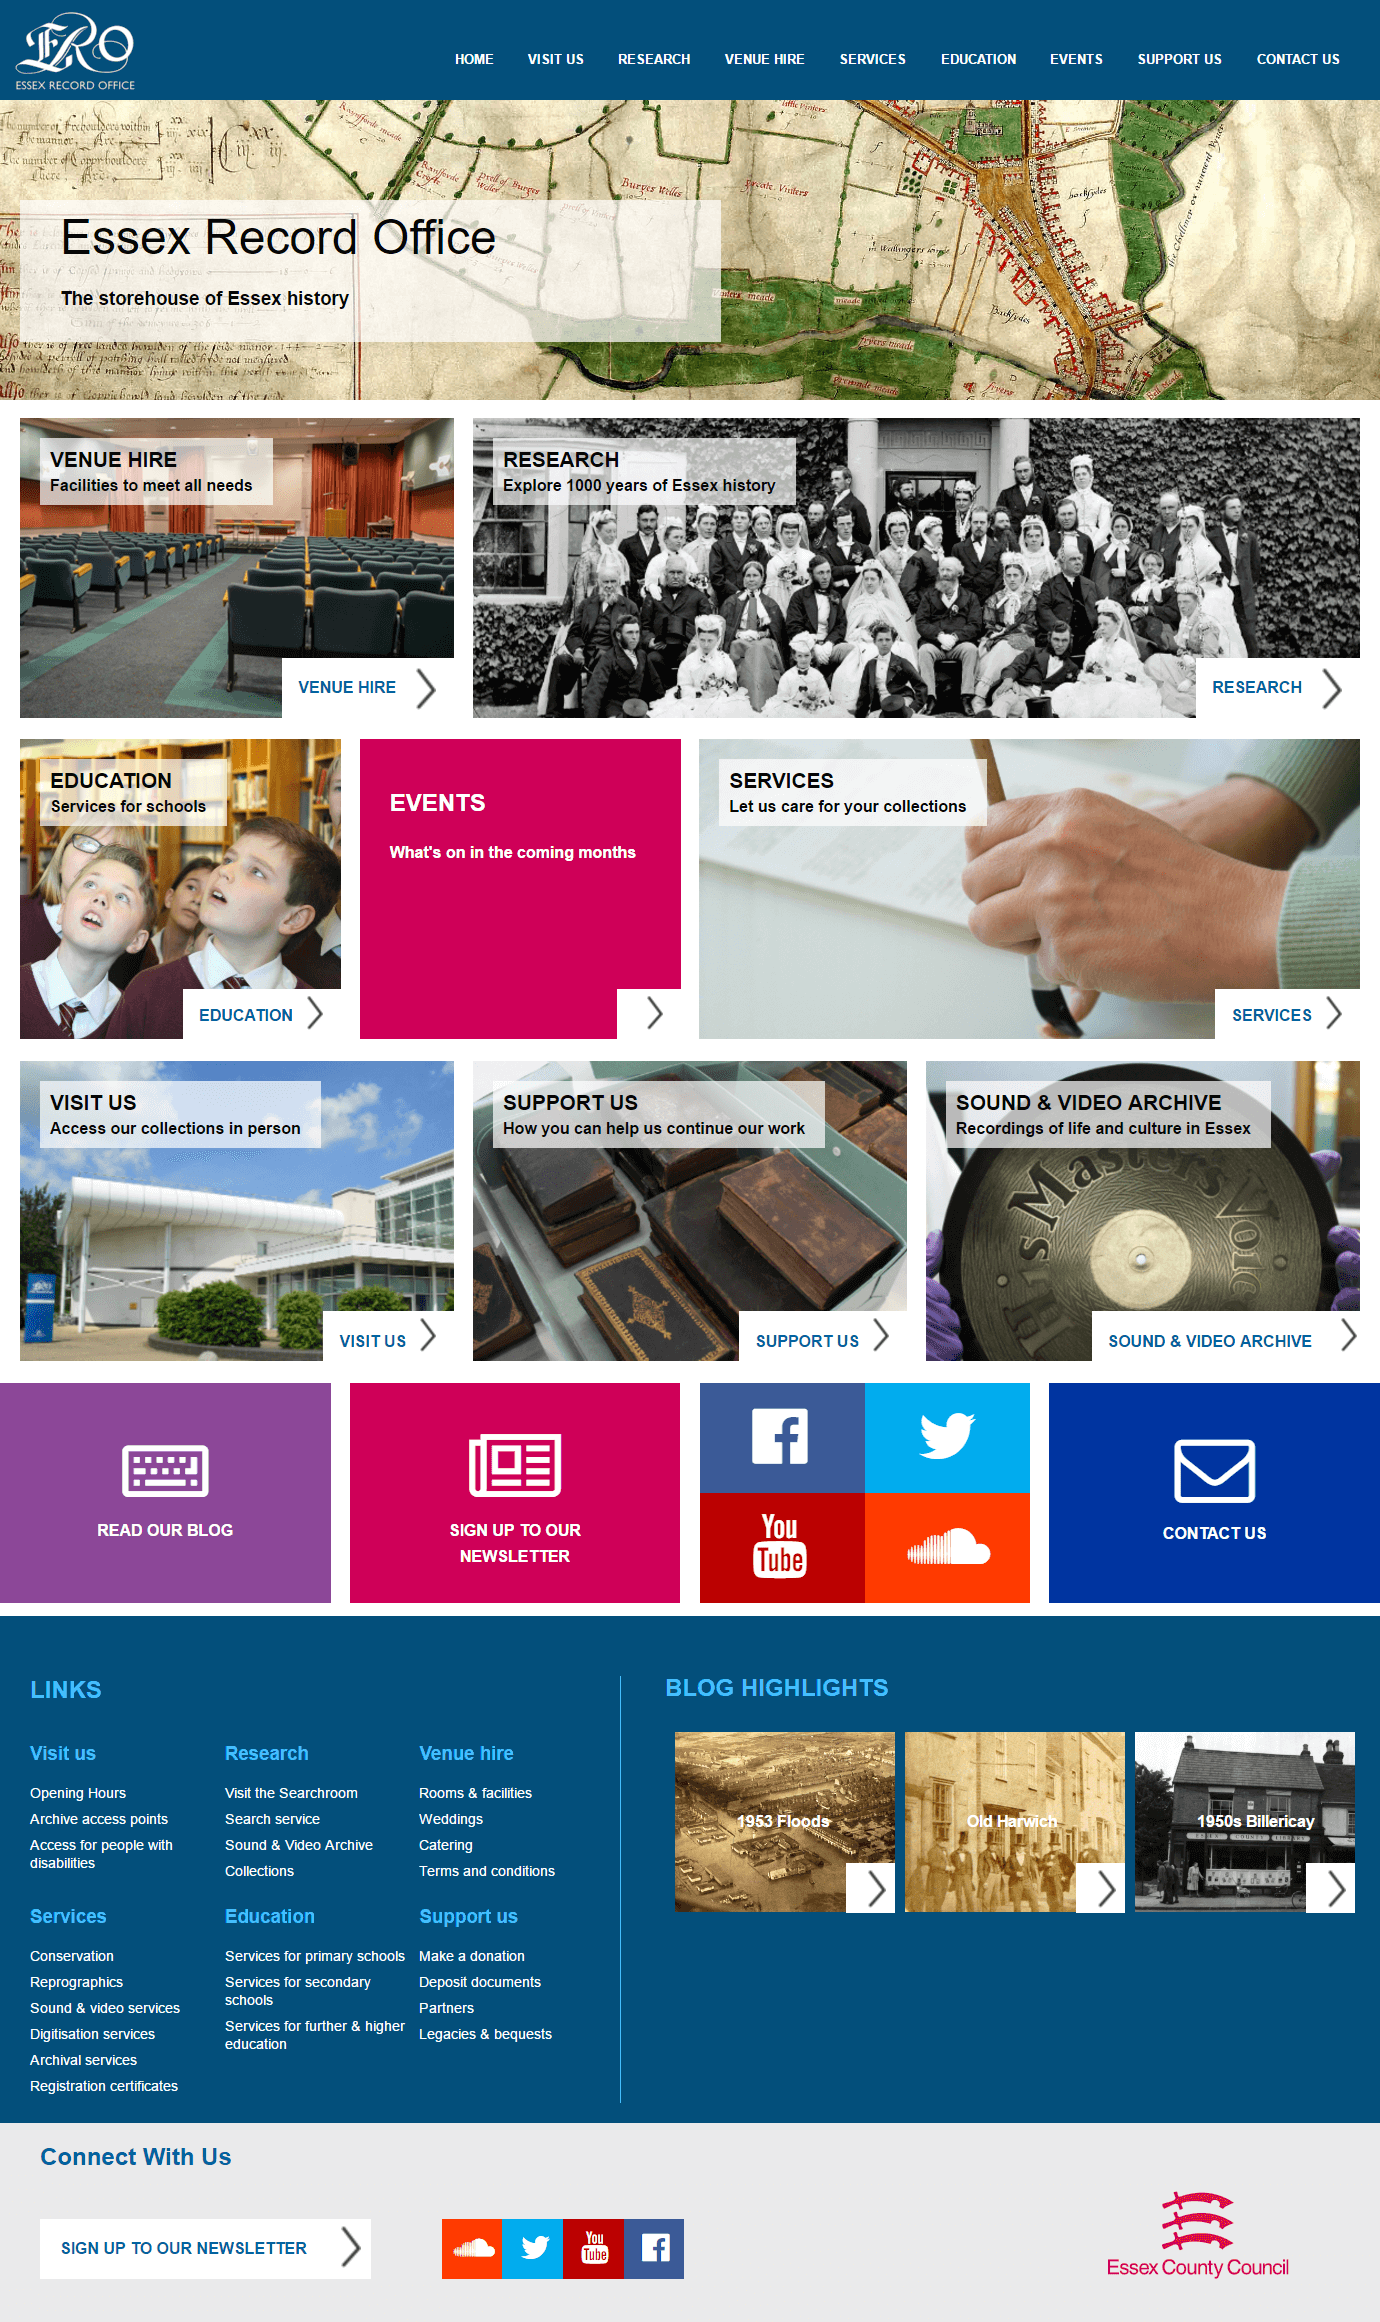 ERO
ESSEX RECORD OFFICE
HOME VISIT US RESEARCH VENUE HIRE SERVICES EDUCATION EVENTS SUPPORT US CONTACT US
Essex Record Office
The storehouse of Essex history
VENUE HIRE
Facilities to meet all needs
VENUE HIRE
RESEARCH
Explore 1000 years of Essex history
RESEARCH
EDUCATION
Services for schools
EDUCATION
EVENTS
What's on in the coming months
SERVICES
Let us care for your collections
SERVICES
VISIT US
Access our collections in person
VISIT US
SUPPORT US
How you can help us continue our work
SUPPORT US
SOUND & VIDEO ARCHIVE
Recordings of life and culture in Essex
SOUND & VIDEO ARCHIVE
READ OUR BLOG
SIGN UP TO OUR
NEWSLETTER
You
Tube
CONTACT US
LINKS
Visit us
Opening Hours
Archive access points
Access for people with
disabilities
Research
Visit the Searchroom
Search service
Sound & Video Archive
Collections
Venue hire
Rooms & facilities
Weddings
Catering
Terms and conditions
Services
Conservation
Reprographics
Sound & video services
Digitisation services
Archival services
Registration certificates
Education
Services for primary schools
Services for secondary
schools
Services for further & higher
education
Support us
Make a donation
Deposit documents
Partners
Legacies & bequests
BLOG HIGHLIGHTS
1953 Floods
Old Harwich
1950s Billericay
Connect With Us
SIGN UP TO OUR NEWSLETTER
You
Tube
Essex County Council